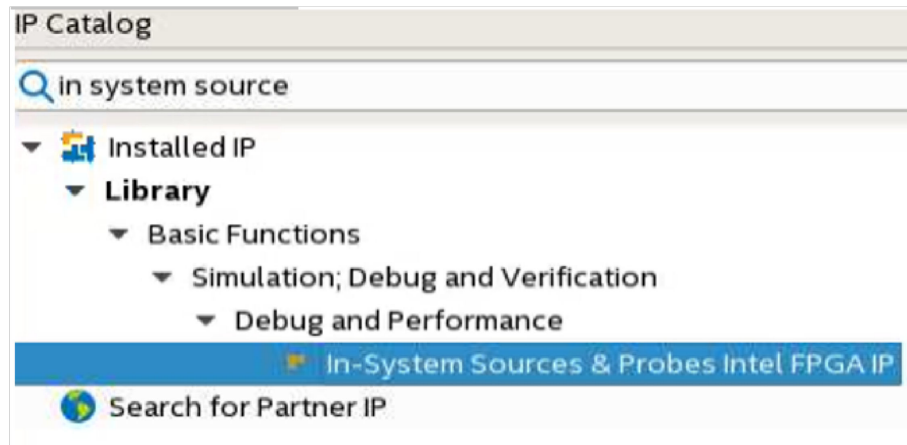 IP Catalog
in system source
Installed IP
Library
Basic Functions
Simulation; Debug and Verification
Debug and Performance
In-System Sources & Probes Intel FPGA IP
Search for Partner IP